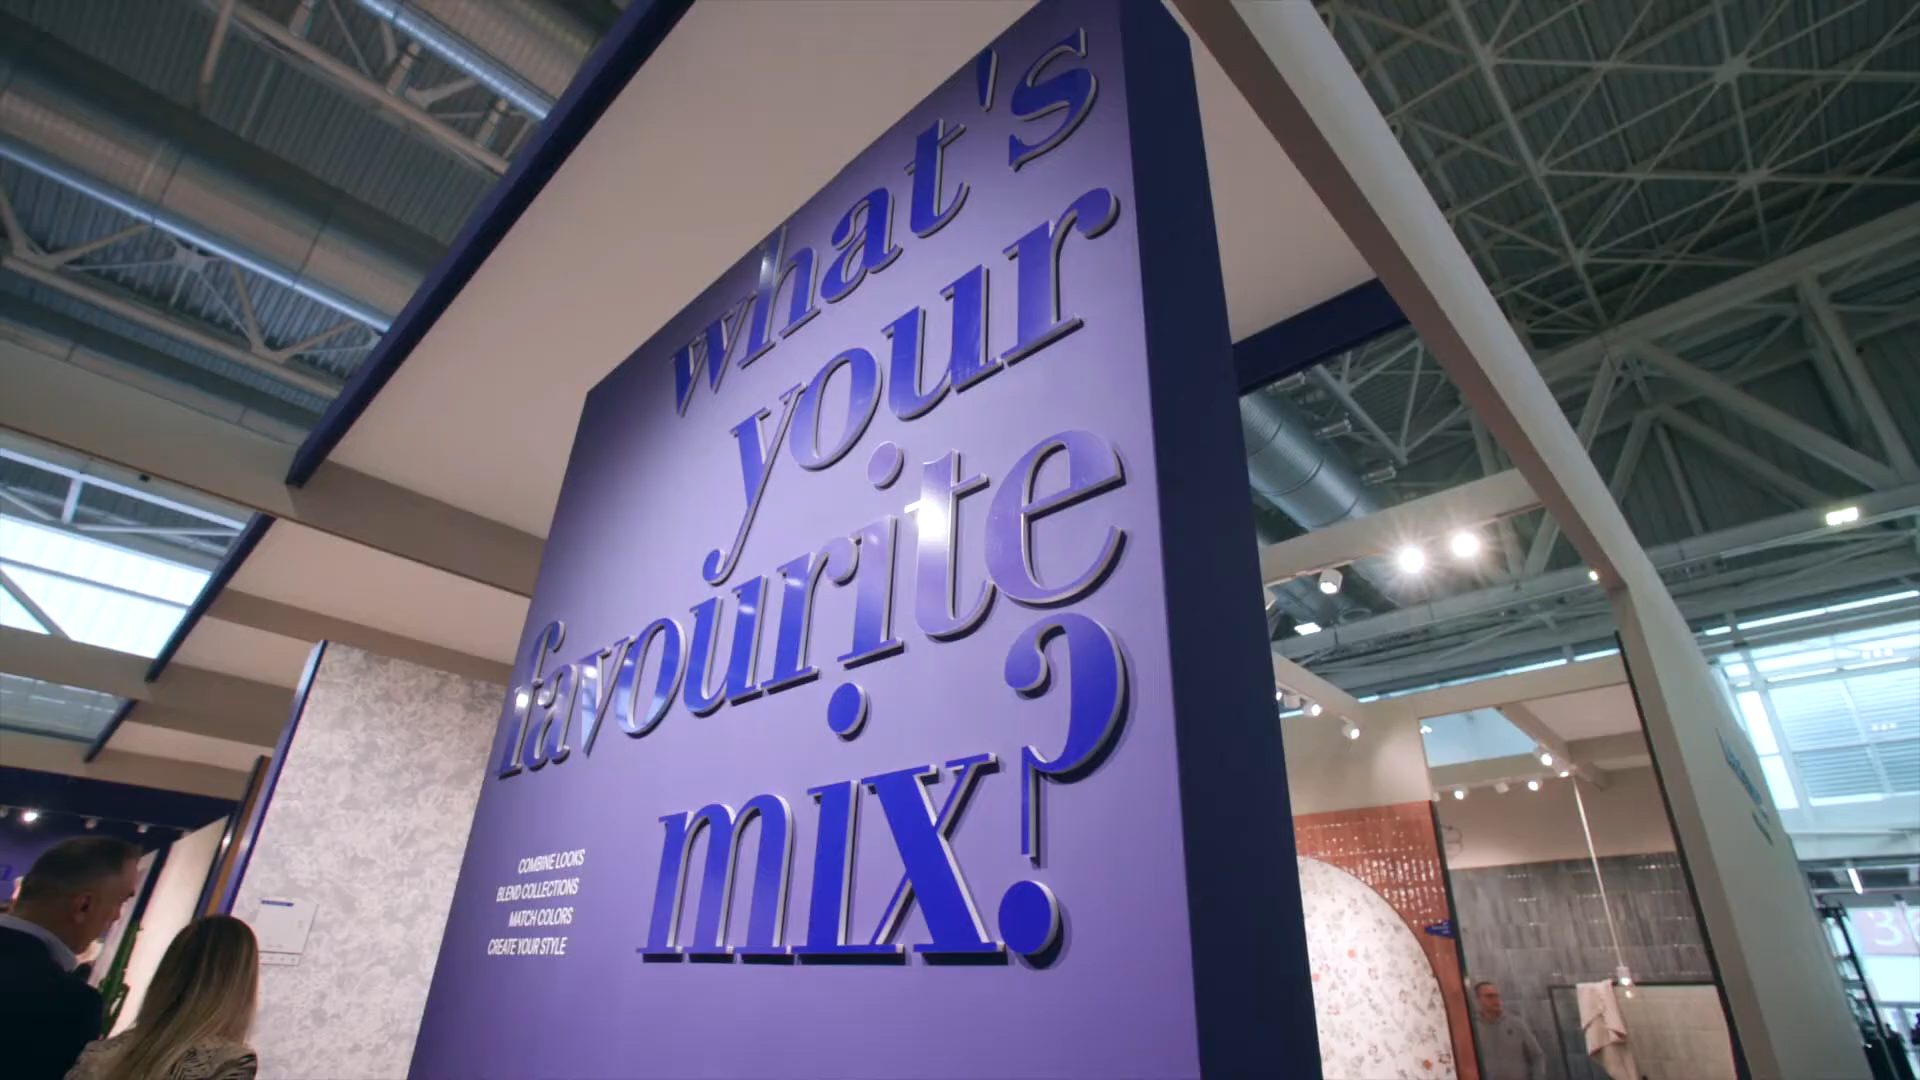 what's
your
favourite
mix?
COMBINE LOOKS
BLEND COLLECTIONS
MATCH COLORS
CREATE YOUR STYLE